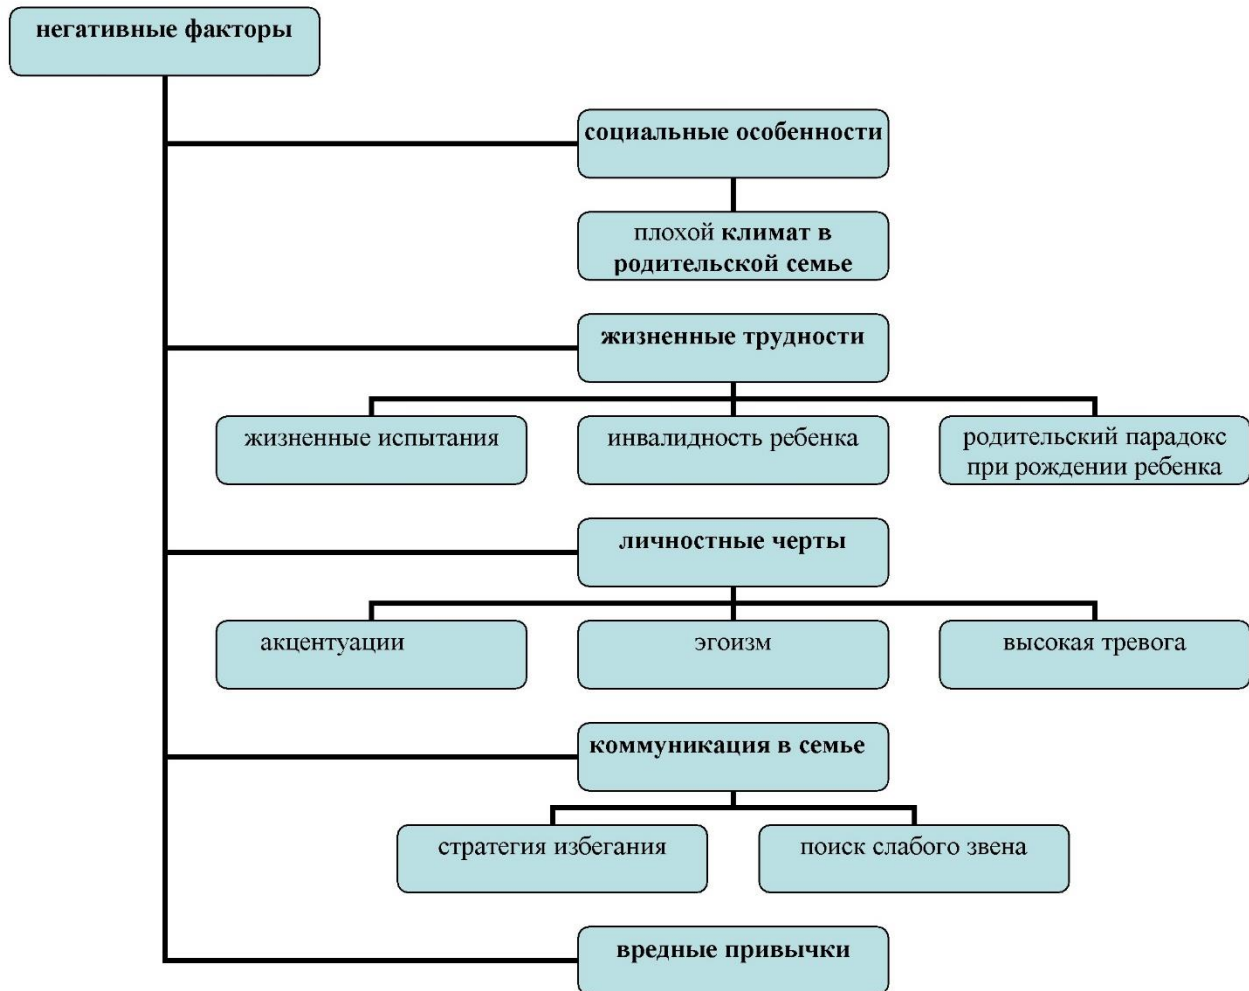 негативные факторы
социальные особенности
плохой климат в
родительской семье
жизненные трудности
жизненные испытания
инвалидность ребенка
родительский парадокс
при рождении ребенка
личностные черты
акцентуации
эгоизм
высокая тревога
коммуникация в семье
стратегия избегания
поиск слабого звена
вредные привычки